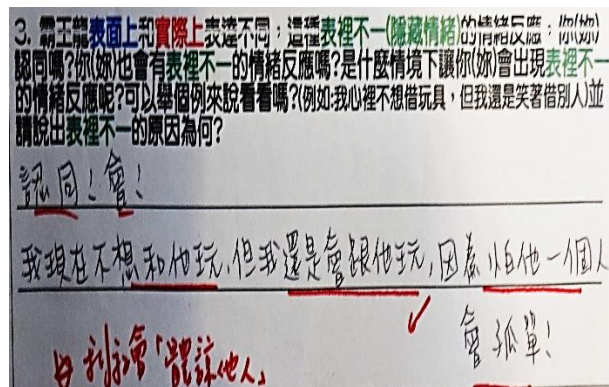 3. 霸王龍表面上和實際上表達不同,這種表裡不一(隱藏情緒)的情緒反應,你(妳)
認同嗎?你(妳)也會有表裡不一的情緒反應嗎?是什麼情境下讓你(妳)會出現表裡不一
的情緒反應呢?可以舉個例來說看看嗎?(例如:我心裡不想借玩具,但我還是笑著借別人)並
請說出表裡不一的原因為何?
認同!會!
我現在不想和他玩,但我還是會跟他玩,因為怕他一個人
會孤單!
會「體諒他人」